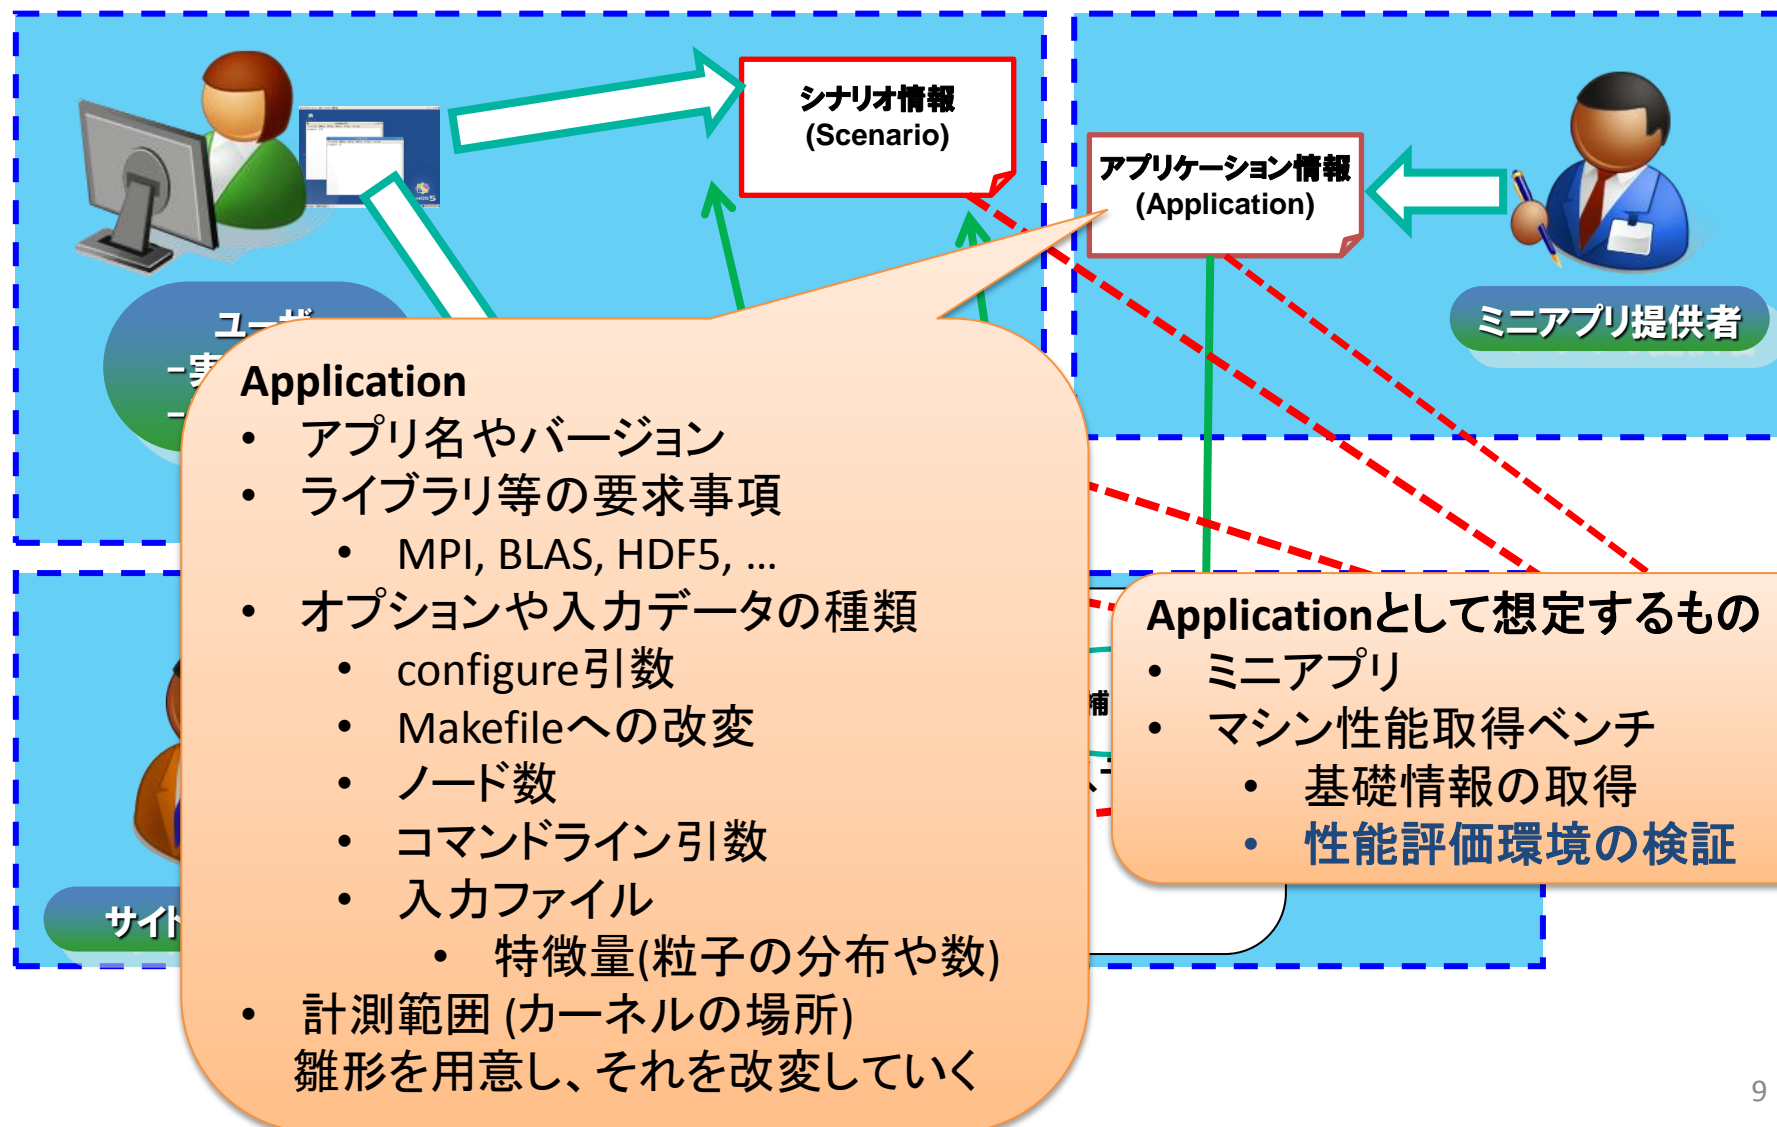 シナリオ情報
(Scenario)
アプリケーション情報
(Application)
ミニアプリ提供者
ユーザ
-実
-
Application
• アプリ名やバージョン
• ライブラリ等の要求事項
• MPI, BLAS, HDF5, ...
• オプションや入力データの種類
• configure引数
• Makefileへの改変
• ノード数
• コマンドライン引数
• 入力ファイル
• 特徴量(粒子の分布や数)
• 計測範囲 (カーネルの場所)
雛形を用意し、それを改変していく
補
Applicationとして想定するもの
• ミニアプリ
• マシン性能取得ベンチ
• 基礎情報の取得
• 性能評価環境の検証
サイト
9